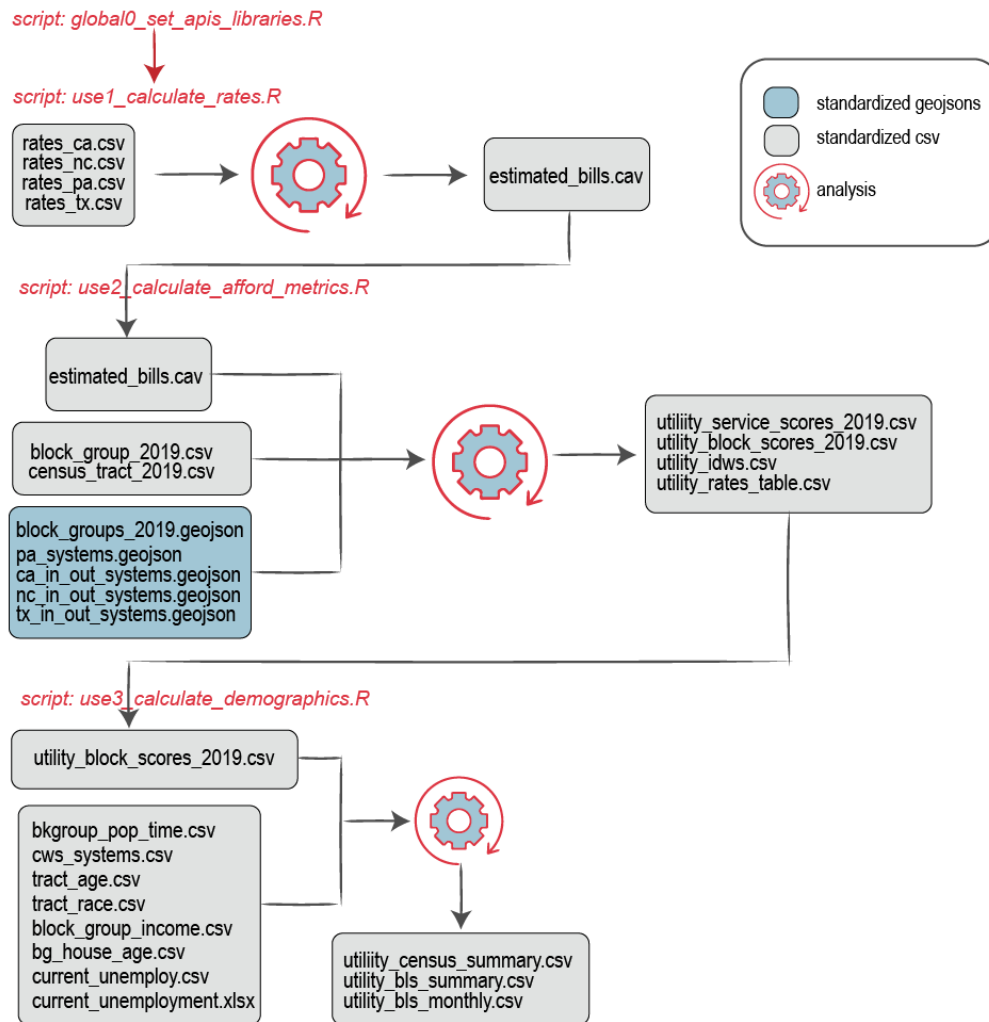 script: global0_set_apis_libraries.R
script: use1_calculate_rates.R
rates_ca.csv
rates_nc.csv
rates_pa.csv
rates_tx.csv
estimated_bills.cav
standardized geojsons
standardized csv
analysis
script: use2_calculate_afford_metrics.R
estimated_bills.cav
block_group_2019.csv
census_tract_2019.csv
block_groups_2019.geojson
pa_systems.geojson
ca_in_out_systems.geojson
nc_in_out_systems.geojson
tx_in_out_systems.geojson
utiliity_service_scores_2019.csv
utility_block_scores_2019.csv
utility_idws.csv
utility_rates_table.csv
script: use3_calculate_demographics.R
utility_block_scores_2019.csv
bkgroup_pop_time.csv
cws_systems.csv
tract_age.csv
tract_race.csv
block_group_income.csv
bg_house_age.csv
current_unemploy.csv
current_unemployment.xlsx
utiliity_census_summary.csv
utility_bls_summary.csv
utility_bls_monthly.csv